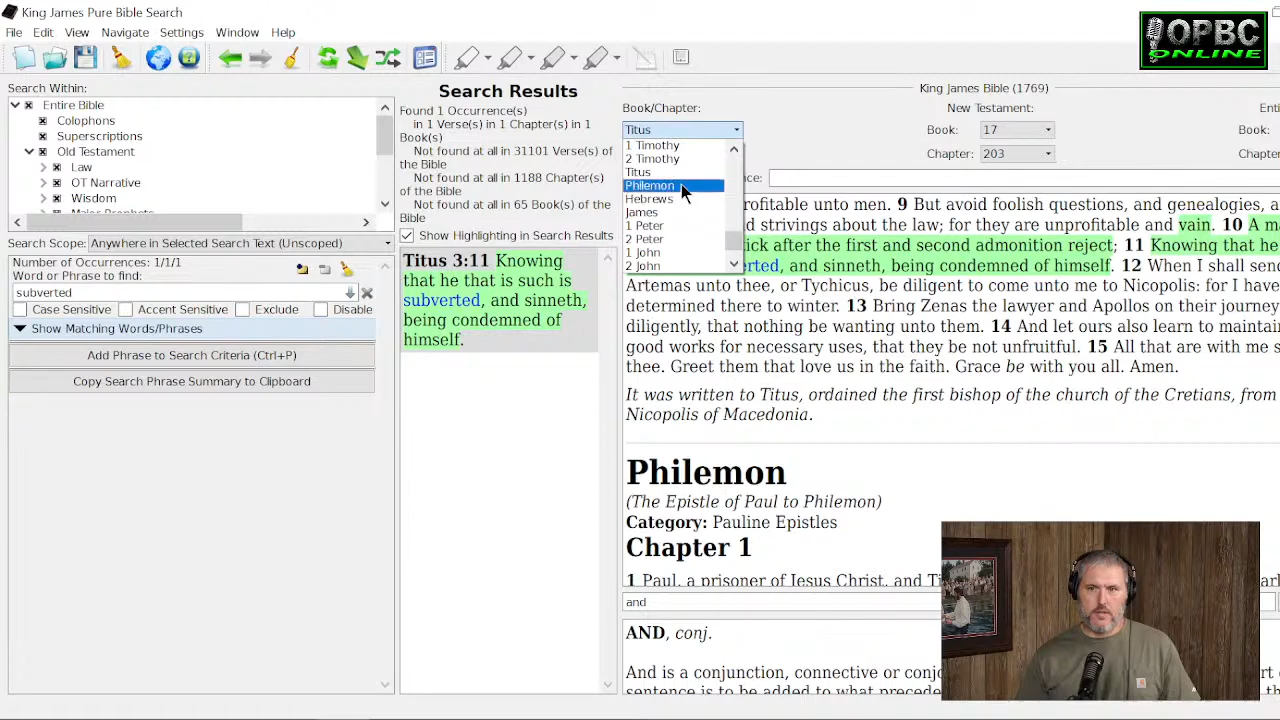 King James Pure Bible Search
File Edit View Navigate Settings Window Help
OPBC
ONLINE
Search Within:
Entire Bible
Colophons
Superscriptions
Old Testament
Law
OT Narrative
Wisdom
Major Prophets
Search Scope: Anywhere in Selected Search Text (Unscoped)
Number of Occurrences: 1/1/1
Word or Phrase to find:
subverted
Case Sensitive Accent Sensitive Exclude Disable
Show Matching Words/Phrases
Add Phrase to Search Criteria (Ctrl+P)
Copy Search Phrase Summary to Clipboard
Search Results
Found 1 Occurrence(s)
in 1 Verse(s) in 1 Chapter(s) in 1
Book(s)
Not found at all in 31101 Verse(s) of
the Bible
Not found at all in 1188 Chapter(s)
of the Bible
Not found at all in 65 Book(s) of the
Bible
Show Highlighting in Search Results
Titus 3:11 Knowing
that he that is such is
subverted, and sinneth,
being condemned of
himself.
King James Bible (1769)
Book/Chapter: New Testament:
Titus Book: 17 Book:
Chapter: 203
1 Timothy
2 Timothy
Titus
Philemon
Hebrews
James
1 Peter
2 Peter
1 John
2 John
unto men. 9 But avoid foolish questions, and genealogies,
and strivings about the law; for they are unprofitable and vain. 10 A
after the first and second admonition reject; 11 Knowing that he
and sinneth, being condemned of himself. 12 When I shall
Artemas unto thee, or Tychicus, be diligent to come unto me to Nicopolis: for I have
determined there to winter. 13 Bring Zenas the lawyer and Apollos on their journey
diligently, that nothing be wanting unto them. 14 And let ours also learn to maintain
good works for necessary uses, that they be not unfruitful. 15 All that are with me
thee. Greet them that love us in the faith. Grace be with you all. Amen.
It was written to Titus, ordained the first bishop of the church of the Cretians, from
Nicopolis of Macedonia.
Philemon
(The Epistle of Paul to Philemon)
Category: Pauline Epistles
Chapter 1
1 Paul, a prisoner of Jesus Christ, and
and
AND, conj.
And is a conjunction, connective or
sentence is to be added to what